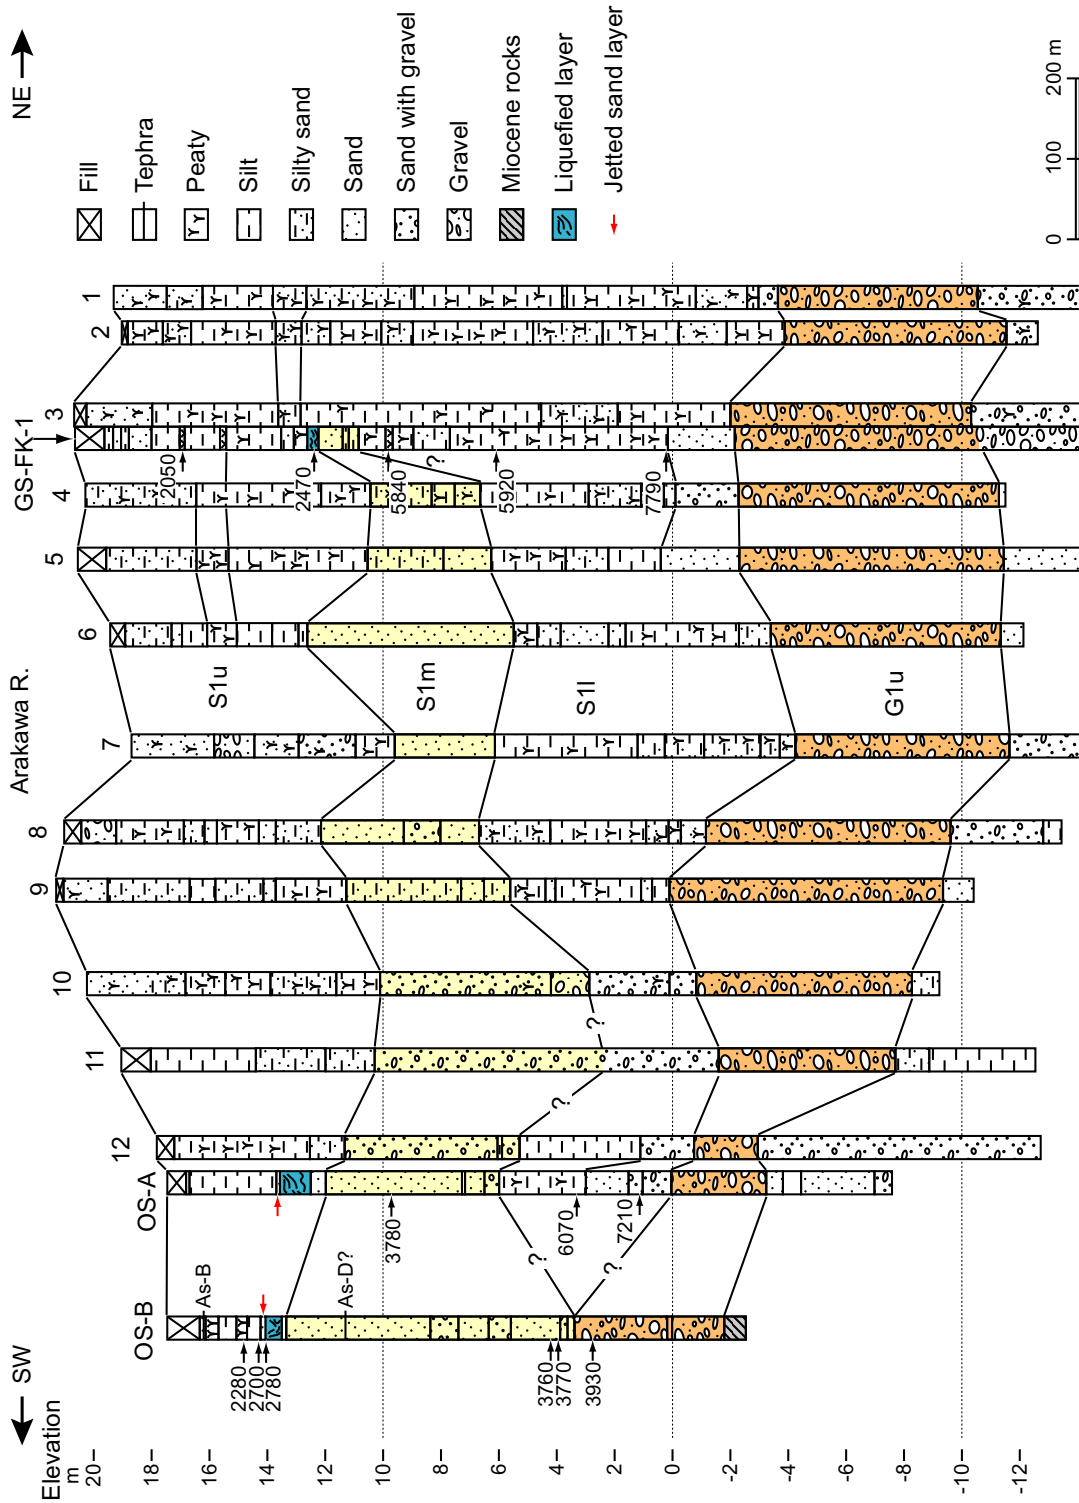 SW
NE
Elevation
m
20
18
16
14
12
10
8
6
4
2
0
-2
-4
-6
-8
-10
-12
OS-B
OS-A
12
11
10
9
8
7
Arakawa R.
6
5
4
GS-FK-1
3
2
1
As-B
As-D?
2280
2700
2780
3760
3770
3930
3780
6070
7210
?
?
?
?
?
S1u
S1m
S1l
G1u
2050
2470
5840
5920
7790
Fill
Tephra
Peaty
Silt
Silty sand
Sand
Sand with gravel
Gravel
Miocene rocks
Liquefied layer
Jetted sand layer
0 100 200 m